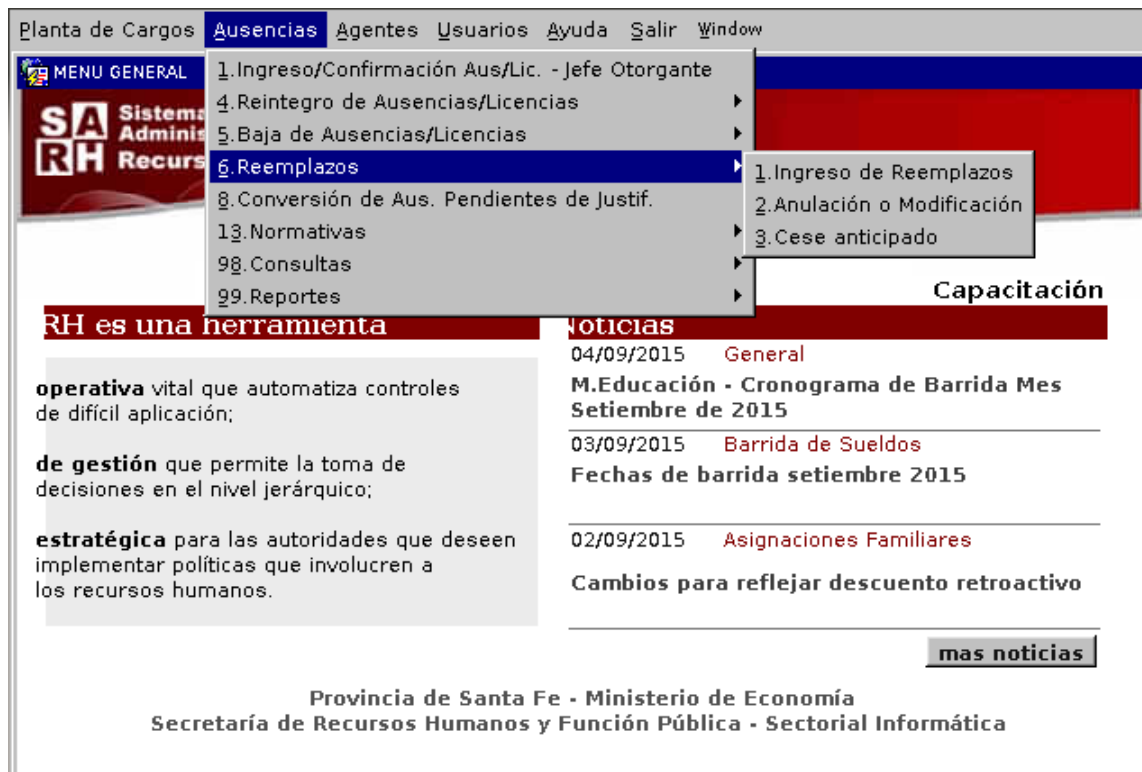 Planta de Cargos Ausencias Agentes Usuarios Ayuda Salir Window
MENU GENERAL
SARH
Sistema
Adminis
Recurs
1.Ingreso/Confirmación Aus/Lic. - Jefe Otorgante
4.Reintegro de Ausencias/Licencias
5.Baja de Ausencias/Licencias
6.Reemplazos
8.Conversión de Aus. Pendientes de Justif.
13.Normativas
98.Consultas
99.Reportes
1.Ingreso de Reemplazos
2.Anulación o Modificación
3.Cese anticipado
Capacitación
RH es una herramienta
operativa vital que automatiza controles
de difícil aplicación;
de gestión que permite la toma de
decisiones en el nivel jerárquico;
estratégica para las autoridades que deseen
implementar políticas que involucren a
los recursos humanos.
Noticias
04/09/2015 General
M.Educación - Cronograma de Barrida Mes
Setiembre de 2015
03/09/2015 Barrida de Sueldos
Fechas de barrida setiembre 2015
02/09/2015 Asignaciones Familiares
Cambios para reflejar descuento retroactivo
mas noticias
Provincia de Santa Fe - Ministerio de Economía
Secretaría de Recursos Humanos y Función Pública - Sectorial Informática